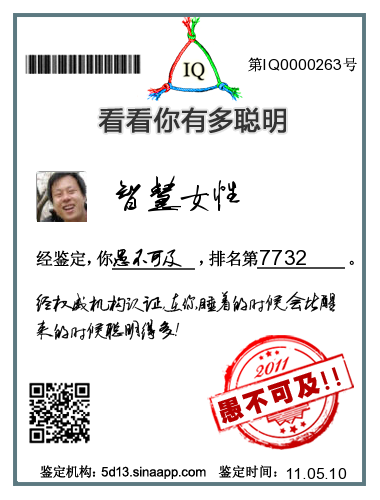 第IQ0000263号
IQ
看看你有多聪明
智慧女性
经鉴定，你愚不可及，排名第7732。
经权威机构认证,在你睡着的时候,会比醒
来的时候聪明得多!
2011
愚不可及!!
鉴定机构：5d13.sinaapp.com 鉴定时间：11.05.10